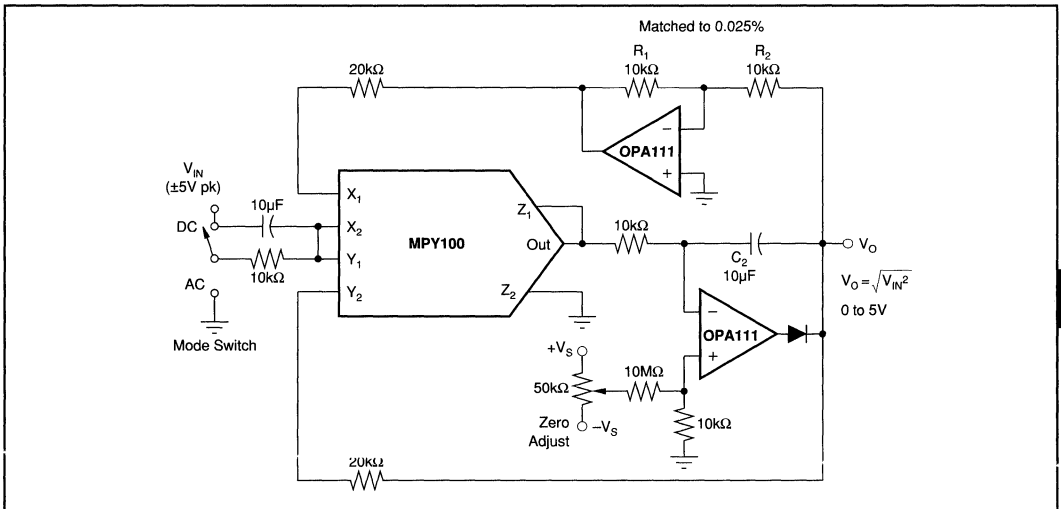 Matched to 0.025%
R1
10kΩ
R2
10kΩ
20kΩ
−
OPA111
+
VIN
(±5V pk)
10µF
DC
10kΩ
AC
Mode Switch
X1
X2
Y1
Y2
MPY100
Z1
Out
Z2
10kΩ
C2
10µF
VO
VO = √VIN²
0 to 5V
−
OPA111
+
+VS
50kΩ
10MΩ
Zero
Adjust
−VS
10kΩ
20kΩ